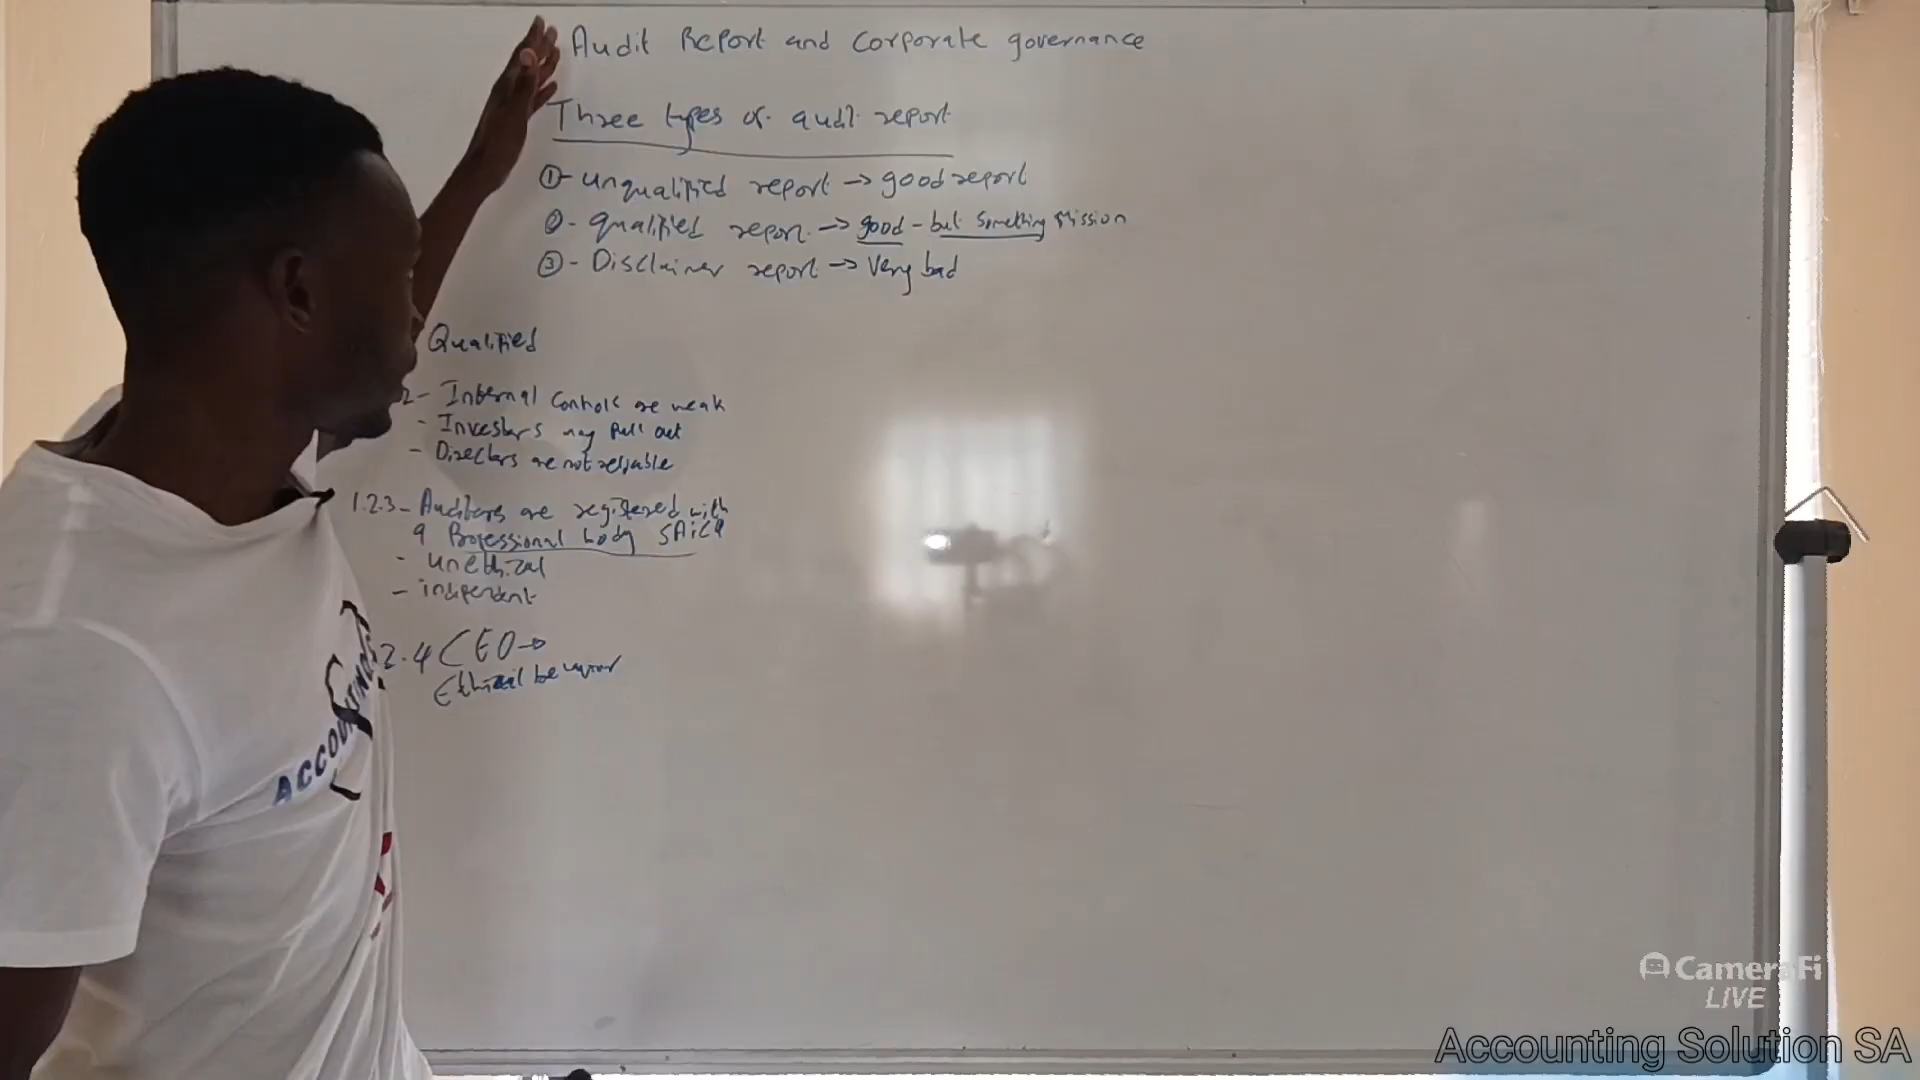 Audit Report and corporate governance
Three types of audit report
① - unqualified report → good report
② - qualified report → good - but something mission
③ - Disclaimer report → Very bad
Qualified
2 - Internal controls are weak
- Investors may pull out
- Directors are not reliable
1.2.3 - Auditors are registered with
a Professional body SAICA
- unethical
- independent
2.4 CEO →
Ethical behavior
ACCOUNTING
CameraFi
LIVE
Accounting Solution SA